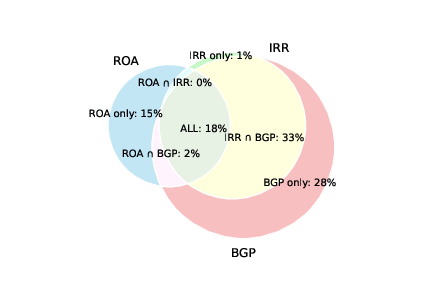 IRR
IRR only: 1%
ROA
ROA ∩ IRR: 0%
ROA only: 15%
ALL: 18%
IRR ∩ BGP: 33%
ROA ∩ BGP: 2%
BGP only: 28%
BGP